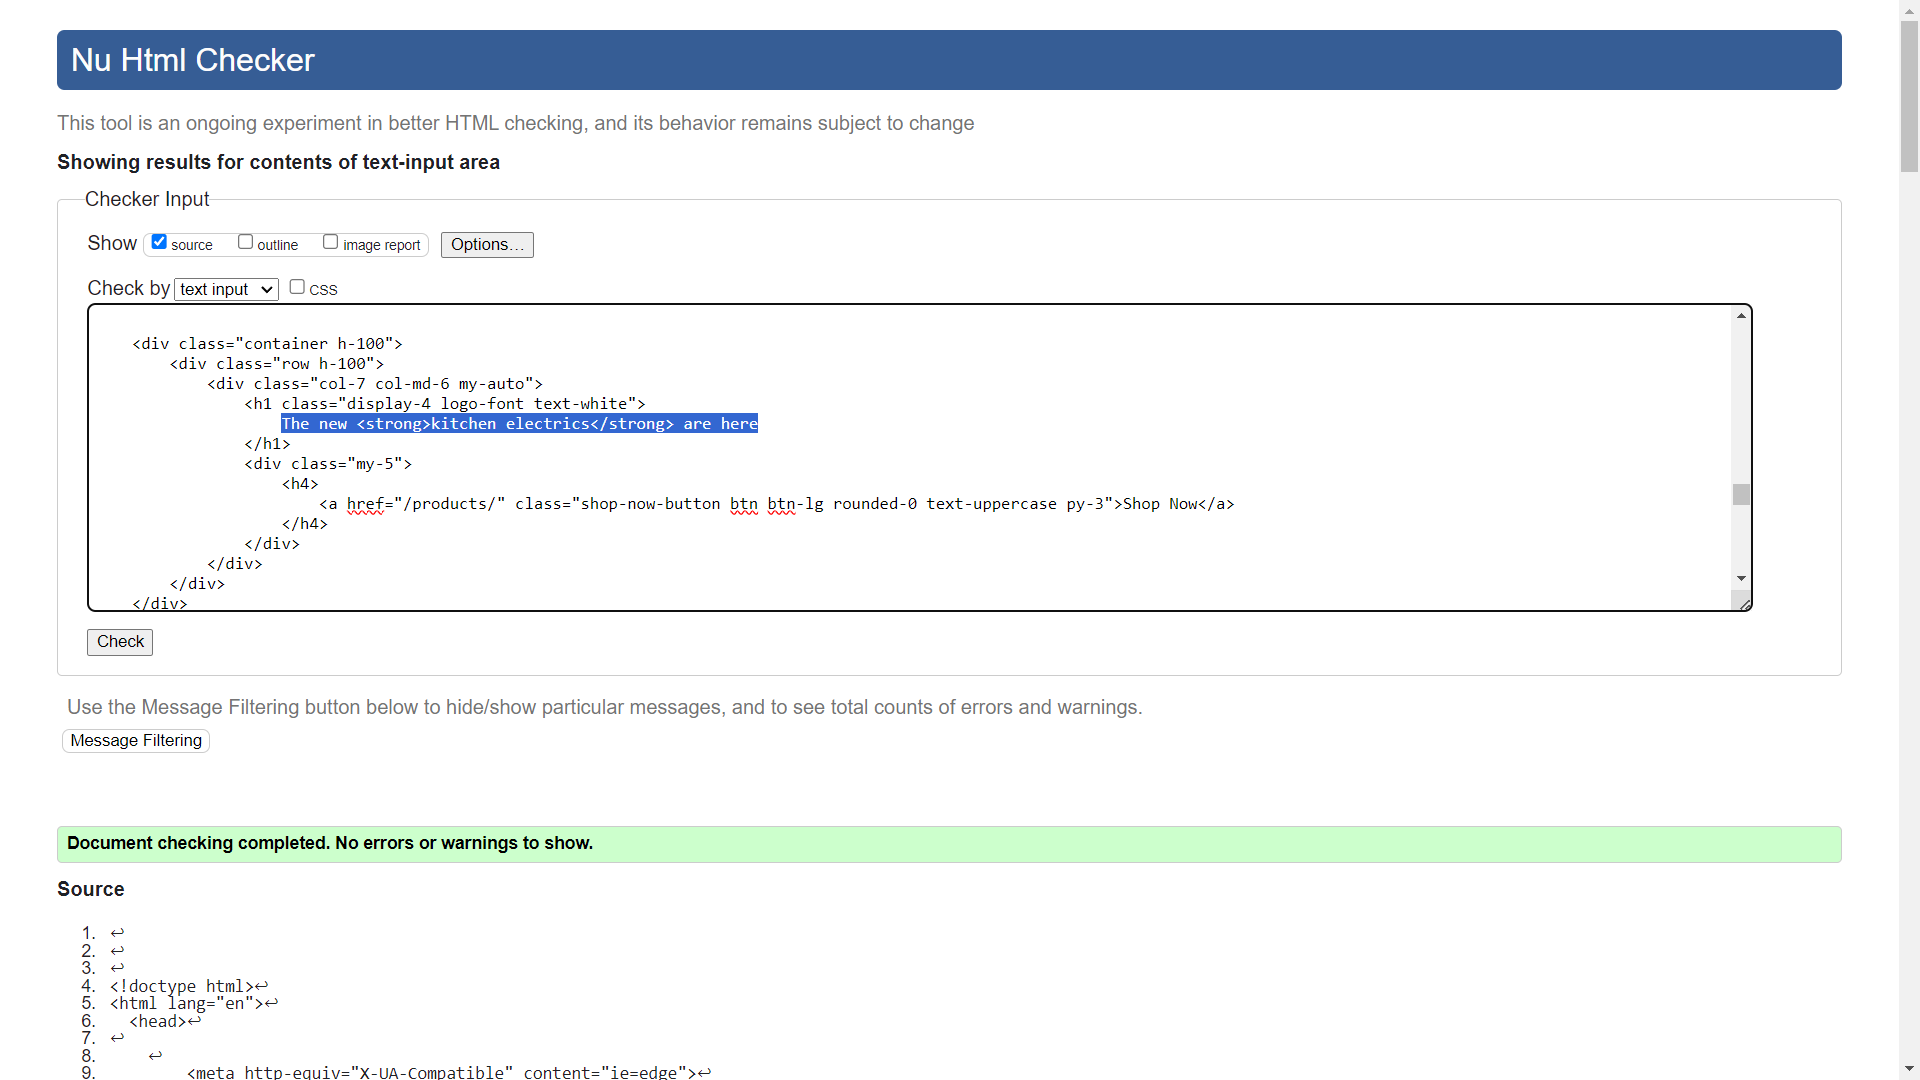 Nu Html Checker
This tool is an ongoing experiment in better HTML checking, and its behavior remains subject to change
Showing results for contents of text-input area
Checker Input
Show source outline image report Options...
Check by text input CSS
<div class="container h-100">
<div class="row h-100">
<div class="col-7 col-md-6 my-auto">
<h1 class="display-4 logo-font text-white">
The new <strong>kitchen electrics</strong> are here
</h1>
<div class="my-5">
<h4>
<a href="/products/" class="shop-now-button btn btn-lg rounded-0 text-uppercase py-3">Shop Now</a>
</h4>
</div>
</div>
</div>
</div>
Check
Use the Message Filtering button below to hide/show particular messages, and to see total counts of errors and warnings.
Message Filtering
Document checking completed. No errors or warnings to show.
Source
1. ↩
2. ↩
3. ↩
4. <!doctype html>↩
5. <html lang="en">↩
6. <head>↩
7. ↩
8. ↩
9. <meta http-equiv="X-UA-Compatible" content="ie=edge">↩